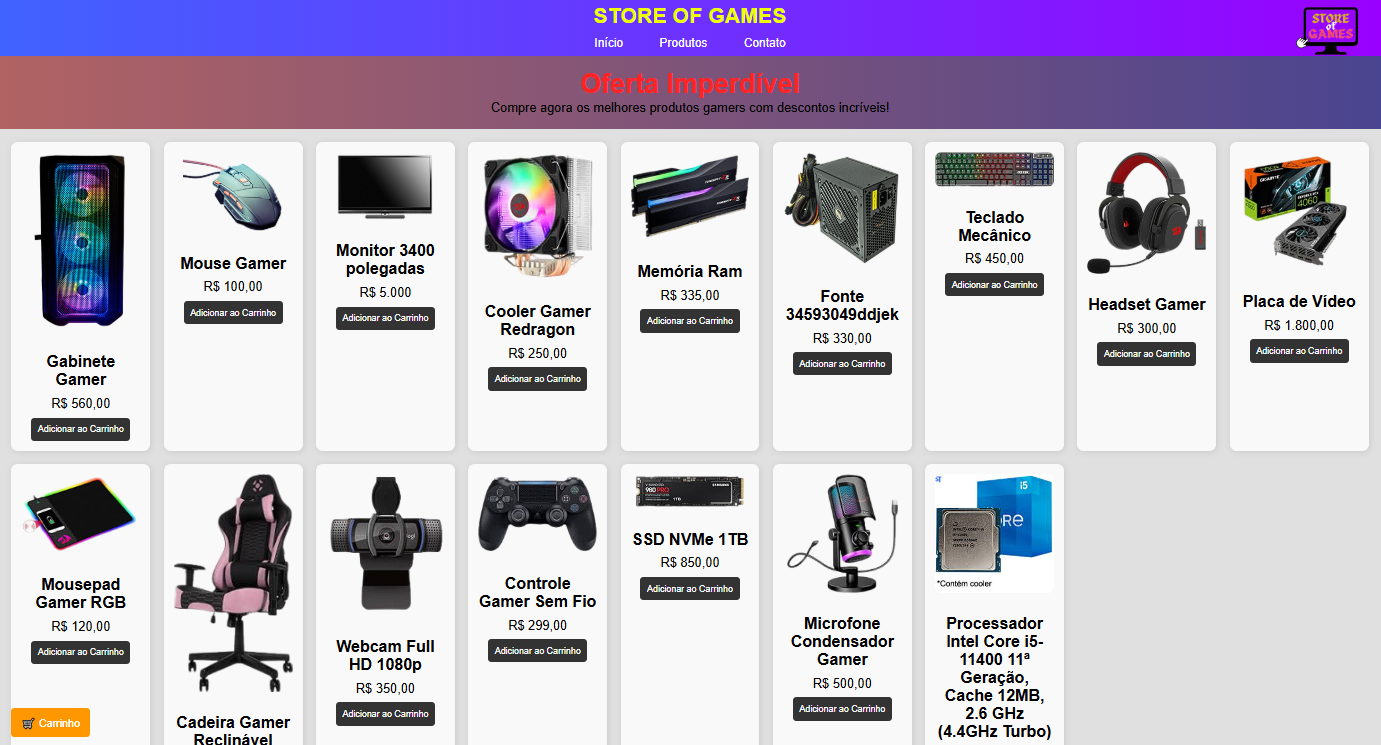 STORE OF GAMES
Início Produtos Contato
STORE
of
GAMES
Oferta Imperdível
Compre agora os melhores produtos gamers com descontos incríveis!
Gabinete
Gamer
R$ 560,00
Adicionar ao Carrinho
Mouse Gamer
R$ 100,00
Adicionar ao Carrinho
Monitor 3400
polegadas
R$ 5.000
Adicionar ao Carrinho
Cooler Gamer
Redragon
R$ 250,00
Adicionar ao Carrinho
Memória Ram
R$ 335,00
Adicionar ao Carrinho
Fonte
34593049ddjek
R$ 330,00
Adicionar ao Carrinho
Teclado
Mecânico
R$ 450,00
Adicionar ao Carrinho
Headset Gamer
R$ 300,00
Adicionar ao Carrinho
GIGABYTE
4060
Placa de Vídeo
R$ 1.800,00
Adicionar ao Carrinho
Mousepad
Gamer RGB
R$ 120,00
Adicionar ao Carrinho
Cadeira Gamer
Reclinável
Webcam Full
HD 1080p
R$ 350,00
Adicionar ao Carrinho
Controle
Gamer Sem Fio
R$ 299,00
Adicionar ao Carrinho
980 PRO
1TB
SAMSUNG
SSD NVMe 1TB
R$ 850,00
Adicionar ao Carrinho
Microfone
Condensador
Gamer
R$ 500,00
Adicionar ao Carrinho
i5
*Contém cooler
Processador
Intel Core i5-
11400 11ª
Geração,
Cache 12MB,
2.6 GHz
(4.4GHz Turbo)
🛒 Carrinho